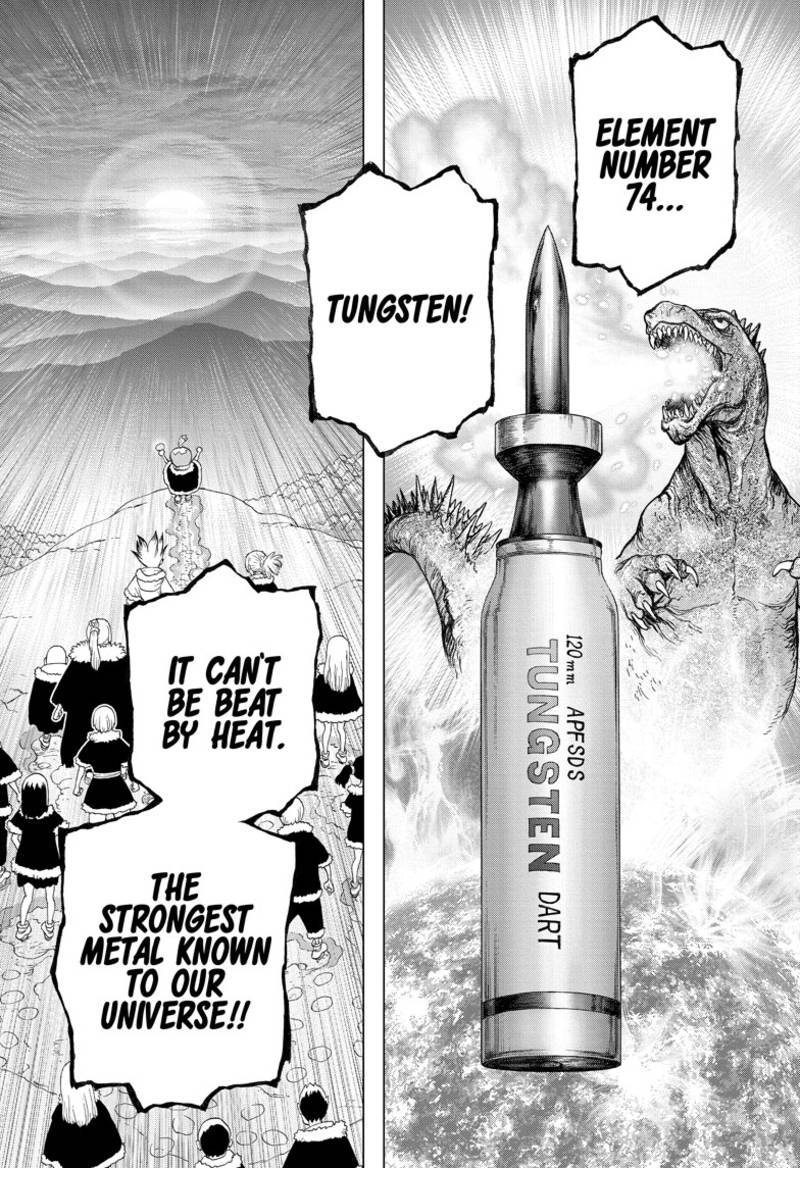 ELEMENT
NUMBER
74...
TUNGSTEN!
120mm APFSDS
TUNGSTEN DART
IT CAN'T
BE BEAT
BY HEAT.
THE
STRONGEST
METAL KNOWN
TO OUR
UNIVERSE!!